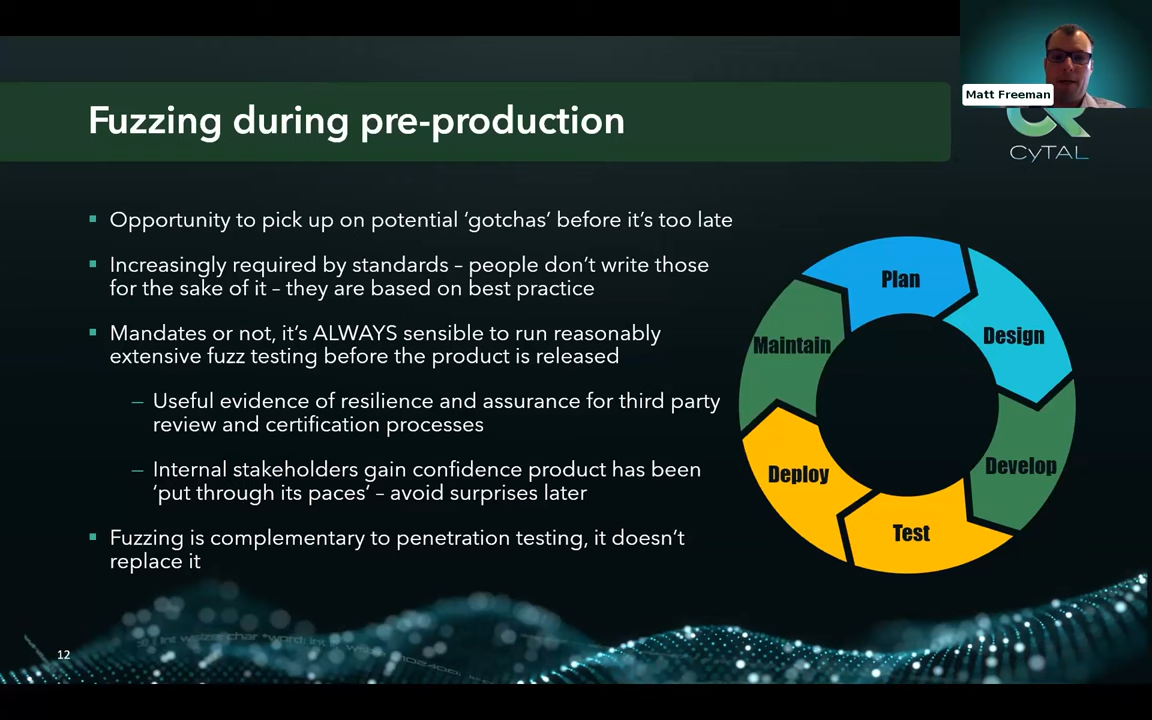 Matt Freeman
Fuzzing during pre-production
CyTAL
Opportunity to pick up on potential ‘gotchas’ before it’s too late
Increasingly required by standards – people don’t write those
for the sake of it – they are based on best practice
Mandates or not, it’s ALWAYS sensible to run reasonably
extensive fuzz testing before the product is released
– Useful evidence of resilience and assurance for third party
review and certification processes
– Internal stakeholders gain confidence product has been
‘put through its paces’ – avoid surprises later
Fuzzing is complementary to penetration testing, it doesn’t
replace it
Plan
Design
Develop
Test
Deploy
Maintain
12